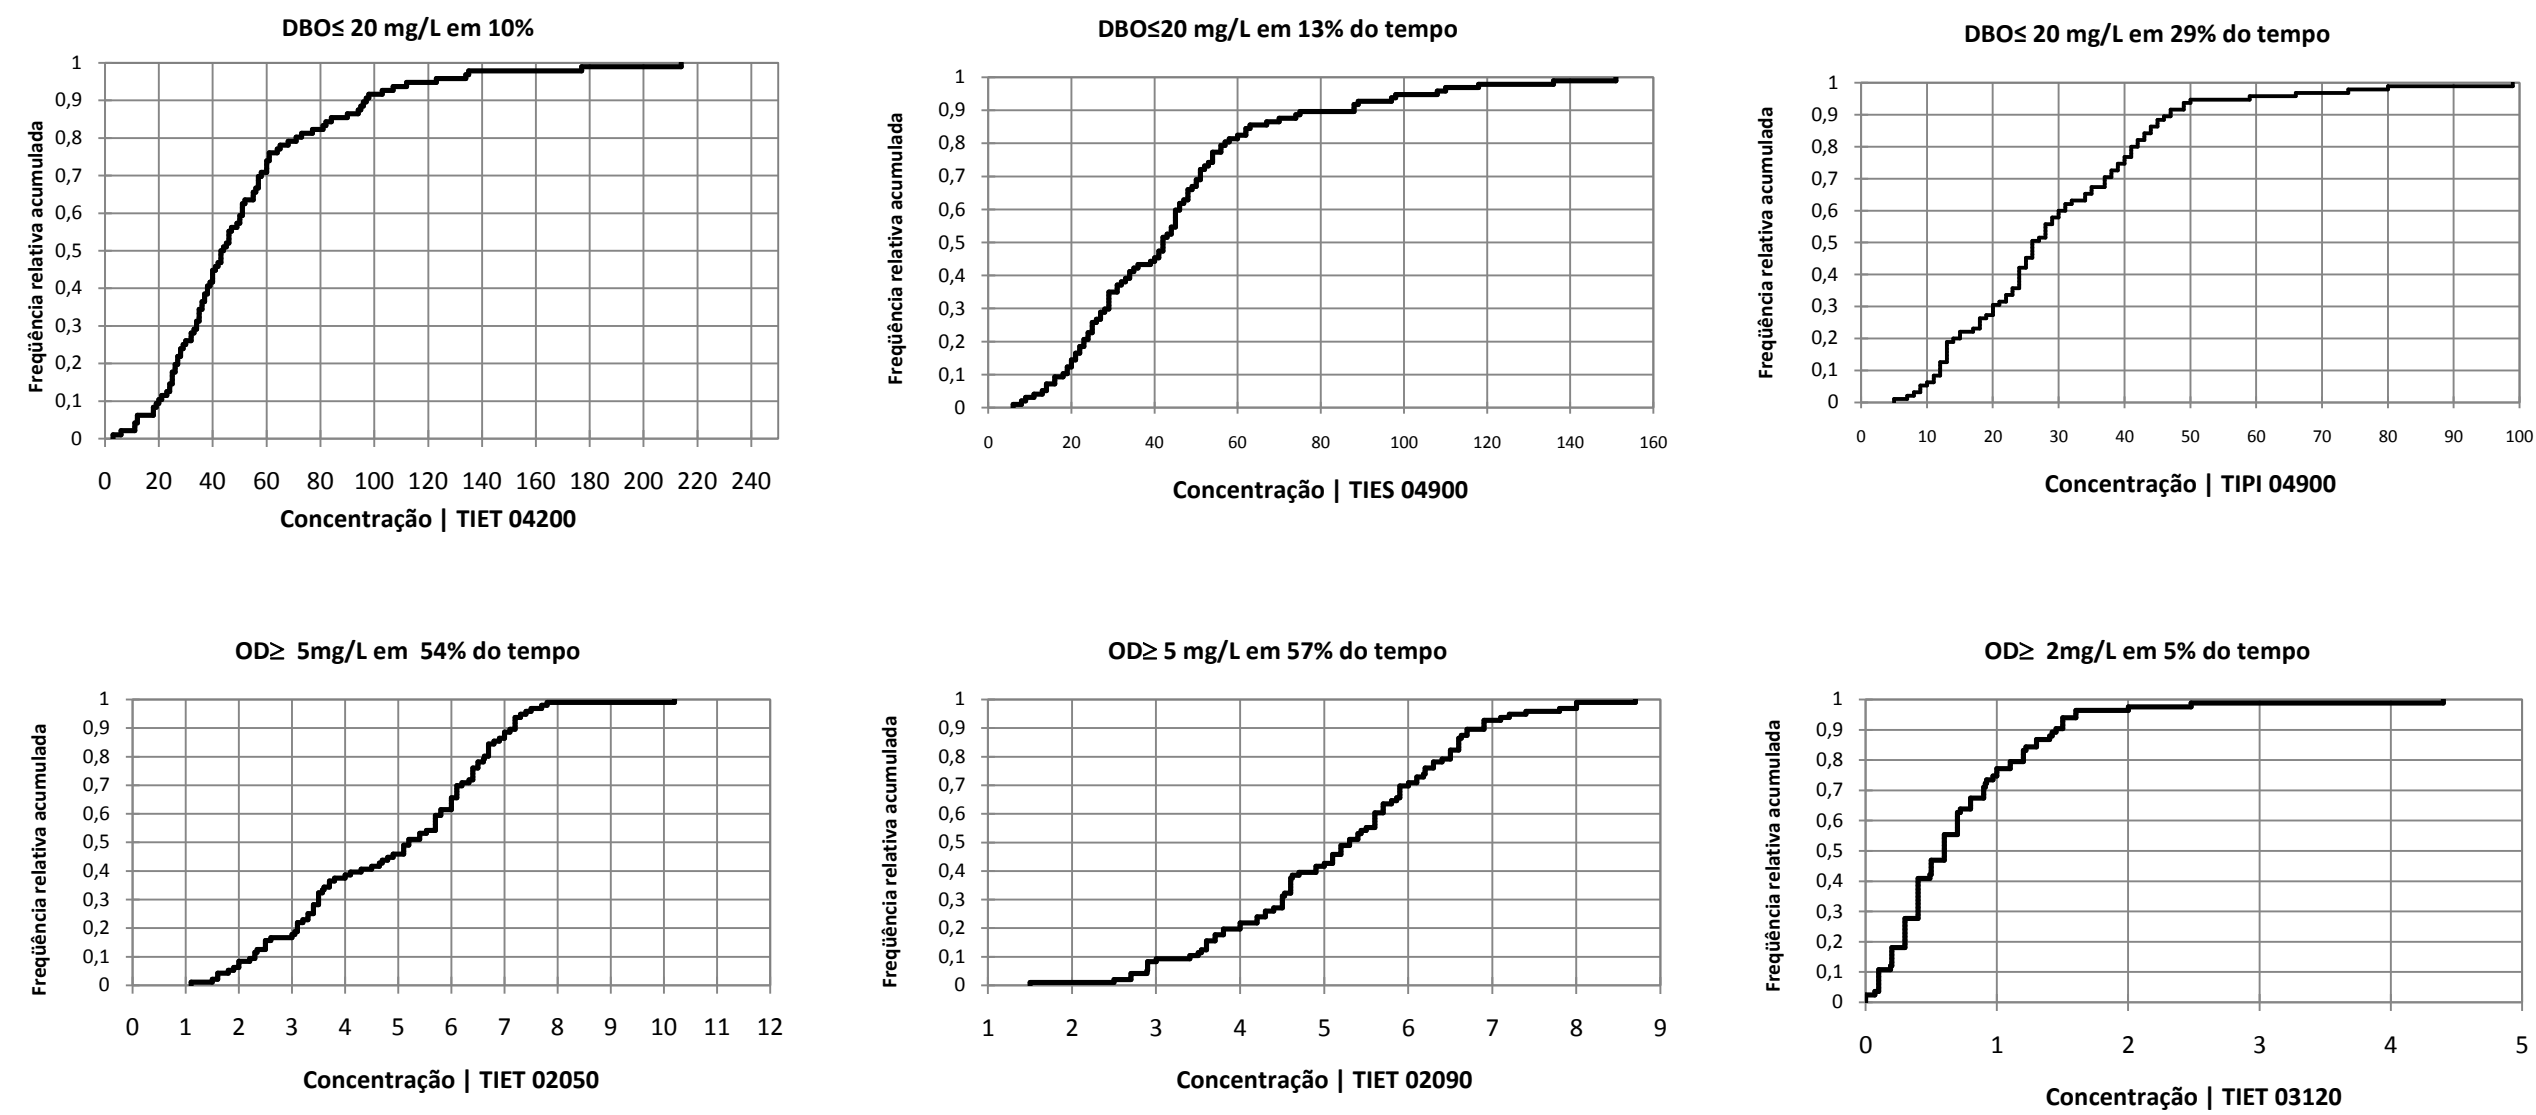 DBO≤ 20 mg/L em 10%
Freqüência relativa acumulada
1
0,9
0,8
0,7
0,6
0,5
0,4
0,3
0,2
0,1
0
0 20 40 60 80 100 120 140 160 180 200 220 240
Concentração | TIET 04200
DBO≤20 mg/L em 13% do tempo
Freqüência relativa acumulada
1
0,9
0,8
0,7
0,6
0,5
0,4
0,3
0,2
0,1
0
0 20 40 60 80 100 120 140 160
Concentração | TIES 04900
DBO≤ 20 mg/L em 29% do tempo
Freqüência relativa acumulada
1
0,9
0,8
0,7
0,6
0,5
0,4
0,3
0,2
0,1
0
0 10 20 30 40 50 60 70 80 90 100
Concentração | TIPI 04900
OD≥ 5mg/L em 54% do tempo
Freqüência relativa acumulada
1
0,9
0,8
0,7
0,6
0,5
0,4
0,3
0,2
0,1
0
0 1 2 3 4 5 6 7 8 9 10 11 12
Concentração | TIET 02050
OD≥ 5 mg/L em 57% do tempo
Freqüência relativa acumulada
1
0,9
0,8
0,7
0,6
0,5
0,4
0,3
0,2
0,1
0
1 2 3 4 5 6 7 8 9
Concentração | TIET 02090
OD≥ 2mg/L em 5% do tempo
Freqüência relativa acumulada
1
0,9
0,8
0,7
0,6
0,5
0,4
0,3
0,2
0,1
0
0 1 2 3 4 5
Concentração | TIET 03120